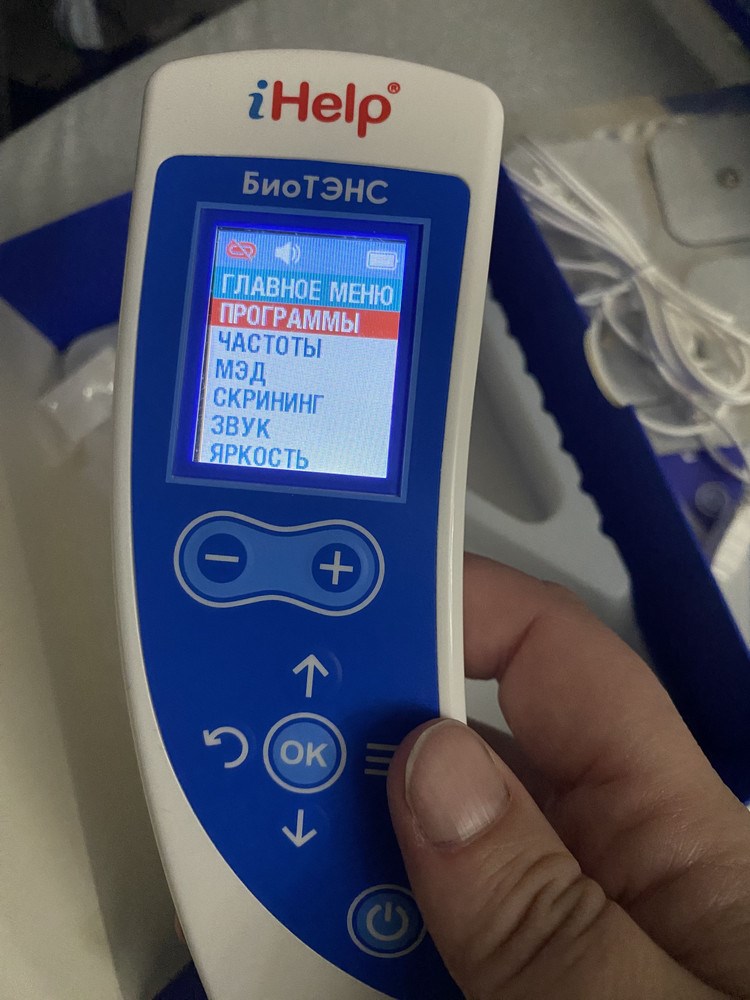 iHelp®
БиоТЭНС
ГЛАВНОЕ МЕНЮ
ПРОГРАММЫ
ЧАСТОТЫ
МЭД
СКРИНИНГ
ЗВУК
ЯРКОСТЬ
− +
OK